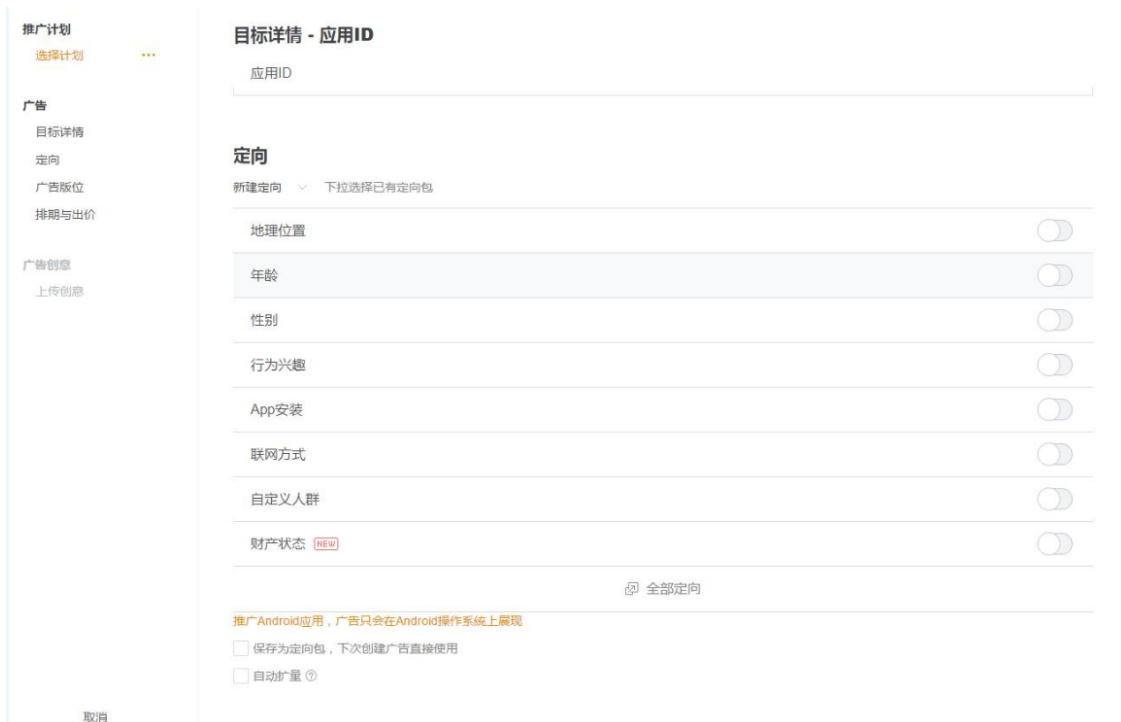 推广计划
选择计划 ...
广告
目标详情
定向
广告版位
排期与出价
广告创意
上传创意
取消
目标详情 - 应用ID
应用ID
定向
新建定向 下拉选择已有定向包
地理位置
年龄
性别
行为兴趣
App安装
联网方式
自定义人群
财产状态 NEW
全部定向
推广Android应用，广告只会在Android操作系统上展现
保存为定向包，下次创建广告直接使用
自动扩量 ?